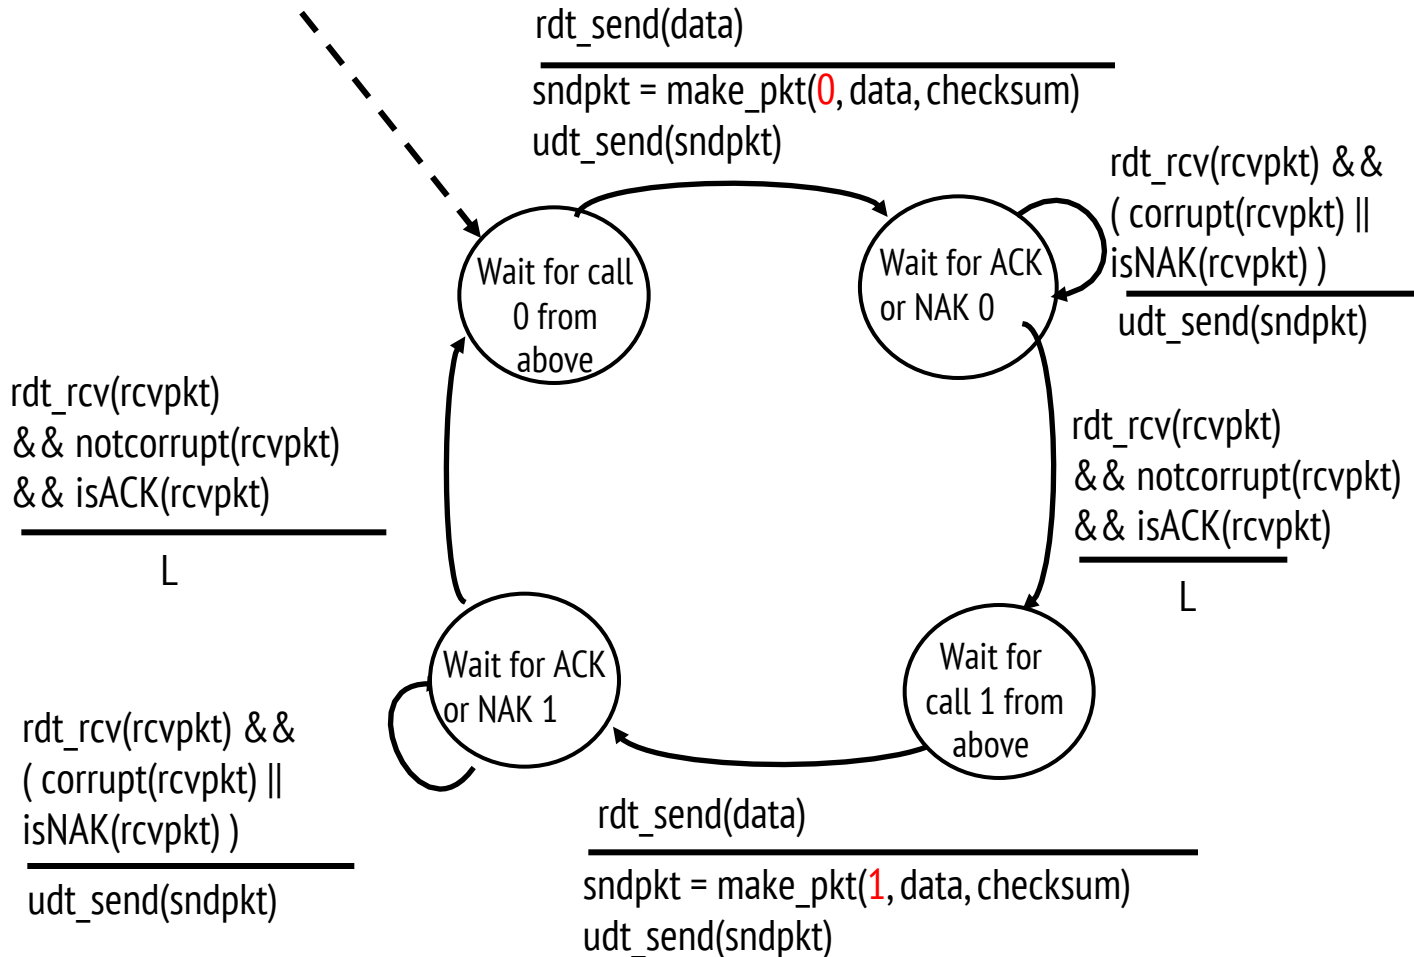 rdt_send(data)
sndpkt = make_pkt(0, data, checksum)
udt_send(sndpkt)
rdt_rcv(rcvpkt) &&
( corrupt(rcvpkt) ||
isNAK(rcvpkt) )
udt_send(sndpkt)
Wait for call
0 from
above
Wait for ACK
or NAK 0
rdt_rcv(rcvpkt)
&& notcorrupt(rcvpkt)
&& isACK(rcvpkt)
L
rdt_rcv(rcvpkt)
&& notcorrupt(rcvpkt)
&& isACK(rcvpkt)
L
Wait for ACK
or NAK 1
Wait for
call 1 from
above
rdt_rcv(rcvpkt) &&
( corrupt(rcvpkt) ||
isNAK(rcvpkt) )
udt_send(sndpkt)
rdt_send(data)
sndpkt = make_pkt(1, data, checksum)
udt_send(sndpkt)